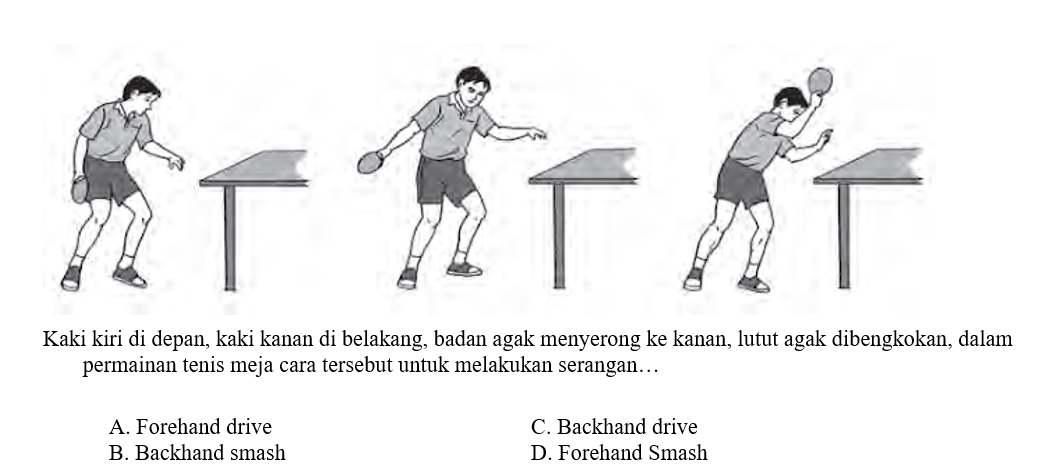 Kaki kiri di depan, kaki kanan di belakang, badan agak menyerong ke kanan, lutut agak dibengkokan, dalam
permainan tenis meja cara tersebut untuk melakukan serangan…
A. Forehand drive
B. Backhand smash
C. Backhand drive
D. Forehand Smash